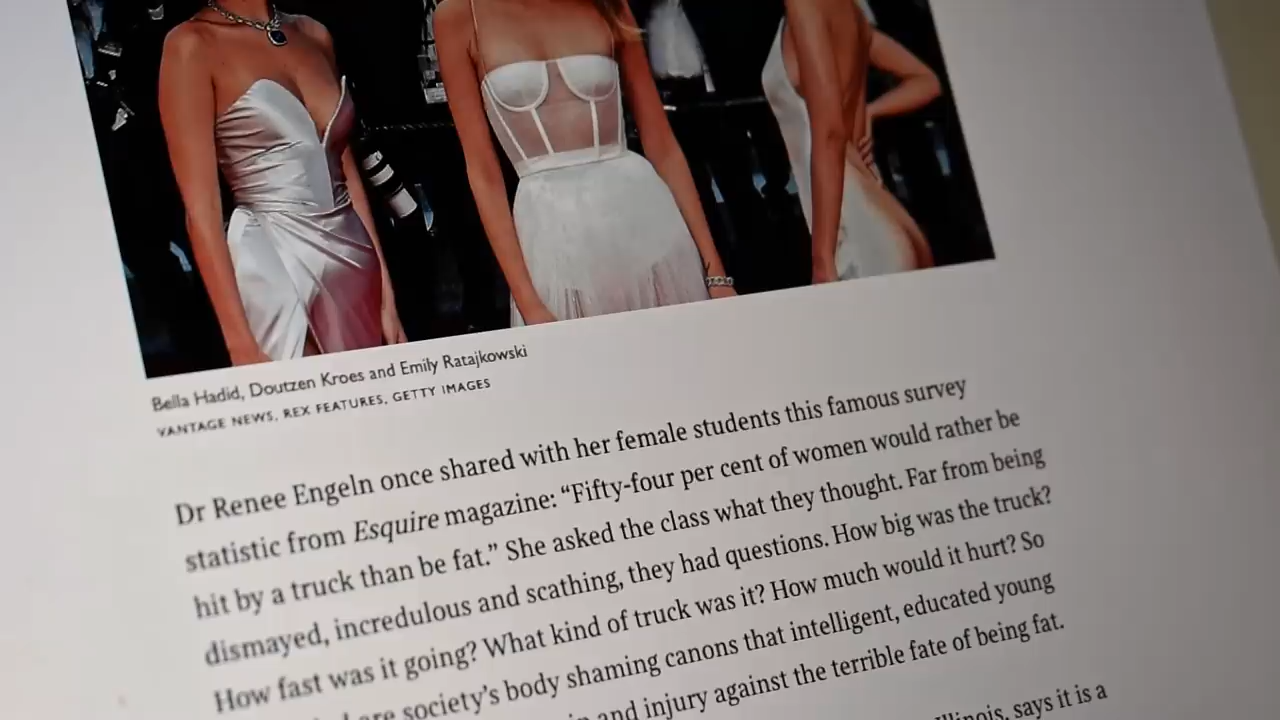 Bella Hadid, Doutzen Kroes and Emily Ratajkowski
VANTAGE NEWS, REX FEATURES, GETTY IMAGES
Dr Renee Engeln once shared with her female students this famous survey
statistic from Esquire magazine: “Fifty-four per cent of women would rather be
hit by a truck than be fat.” She asked the class what they thought. Far from being
dismayed, incredulous and scathing, they had questions. How big was the truck?
How fast was it going? What kind of truck was it? How much would it hurt? So
are society’s body shaming canons that intelligent, educated young
and injury against the terrible fate of being fat.
Illinois, says it is a